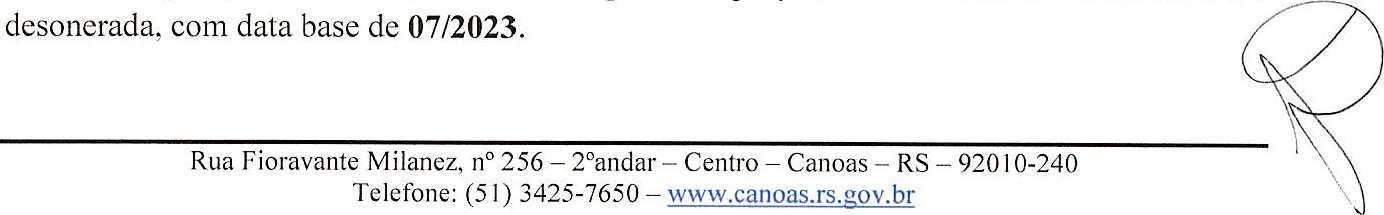 desonerada, com data base de 07/2023.
Rua Fioravante Milanez, nº 256 – 2ºandar – Centro – Canoas – RS – 92010-240
Telefone: (51) 3425-7650 – www.canoas.rs.gov.br